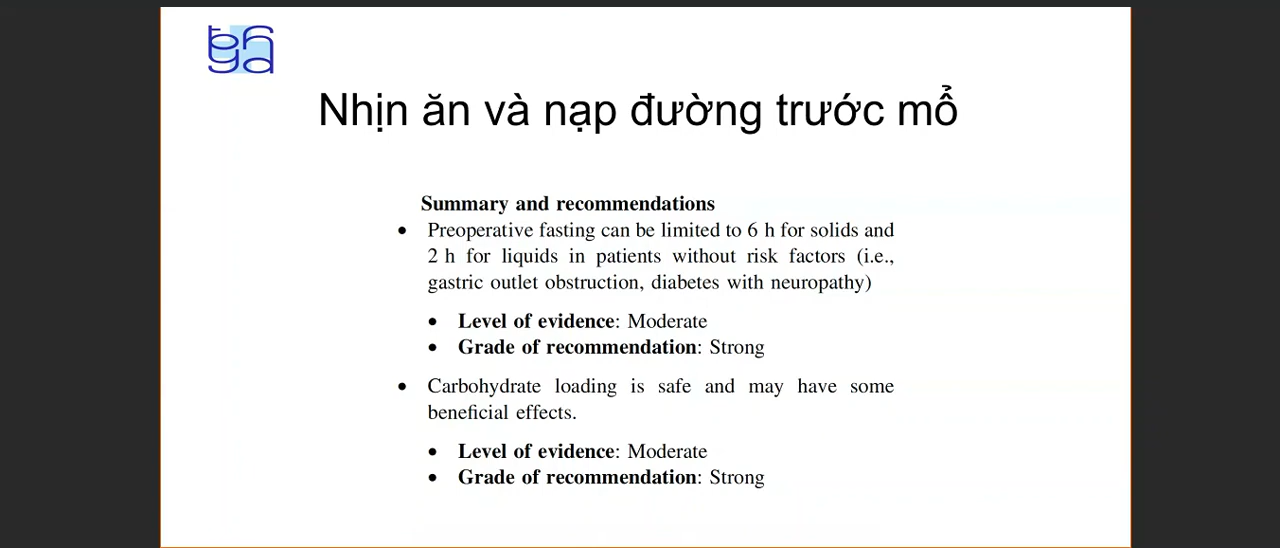 Nhịn ăn và nạp đường trước mổ
Summary and recommendations
• Preoperative fasting can be limited to 6 h for solids and
2 h for liquids in patients without risk factors (i.e.,
gastric outlet obstruction, diabetes with neuropathy)
• Level of evidence: Moderate
• Grade of recommendation: Strong
• Carbohydrate loading is safe and may have some
beneficial effects.
• Level of evidence: Moderate
• Grade of recommendation: Strong